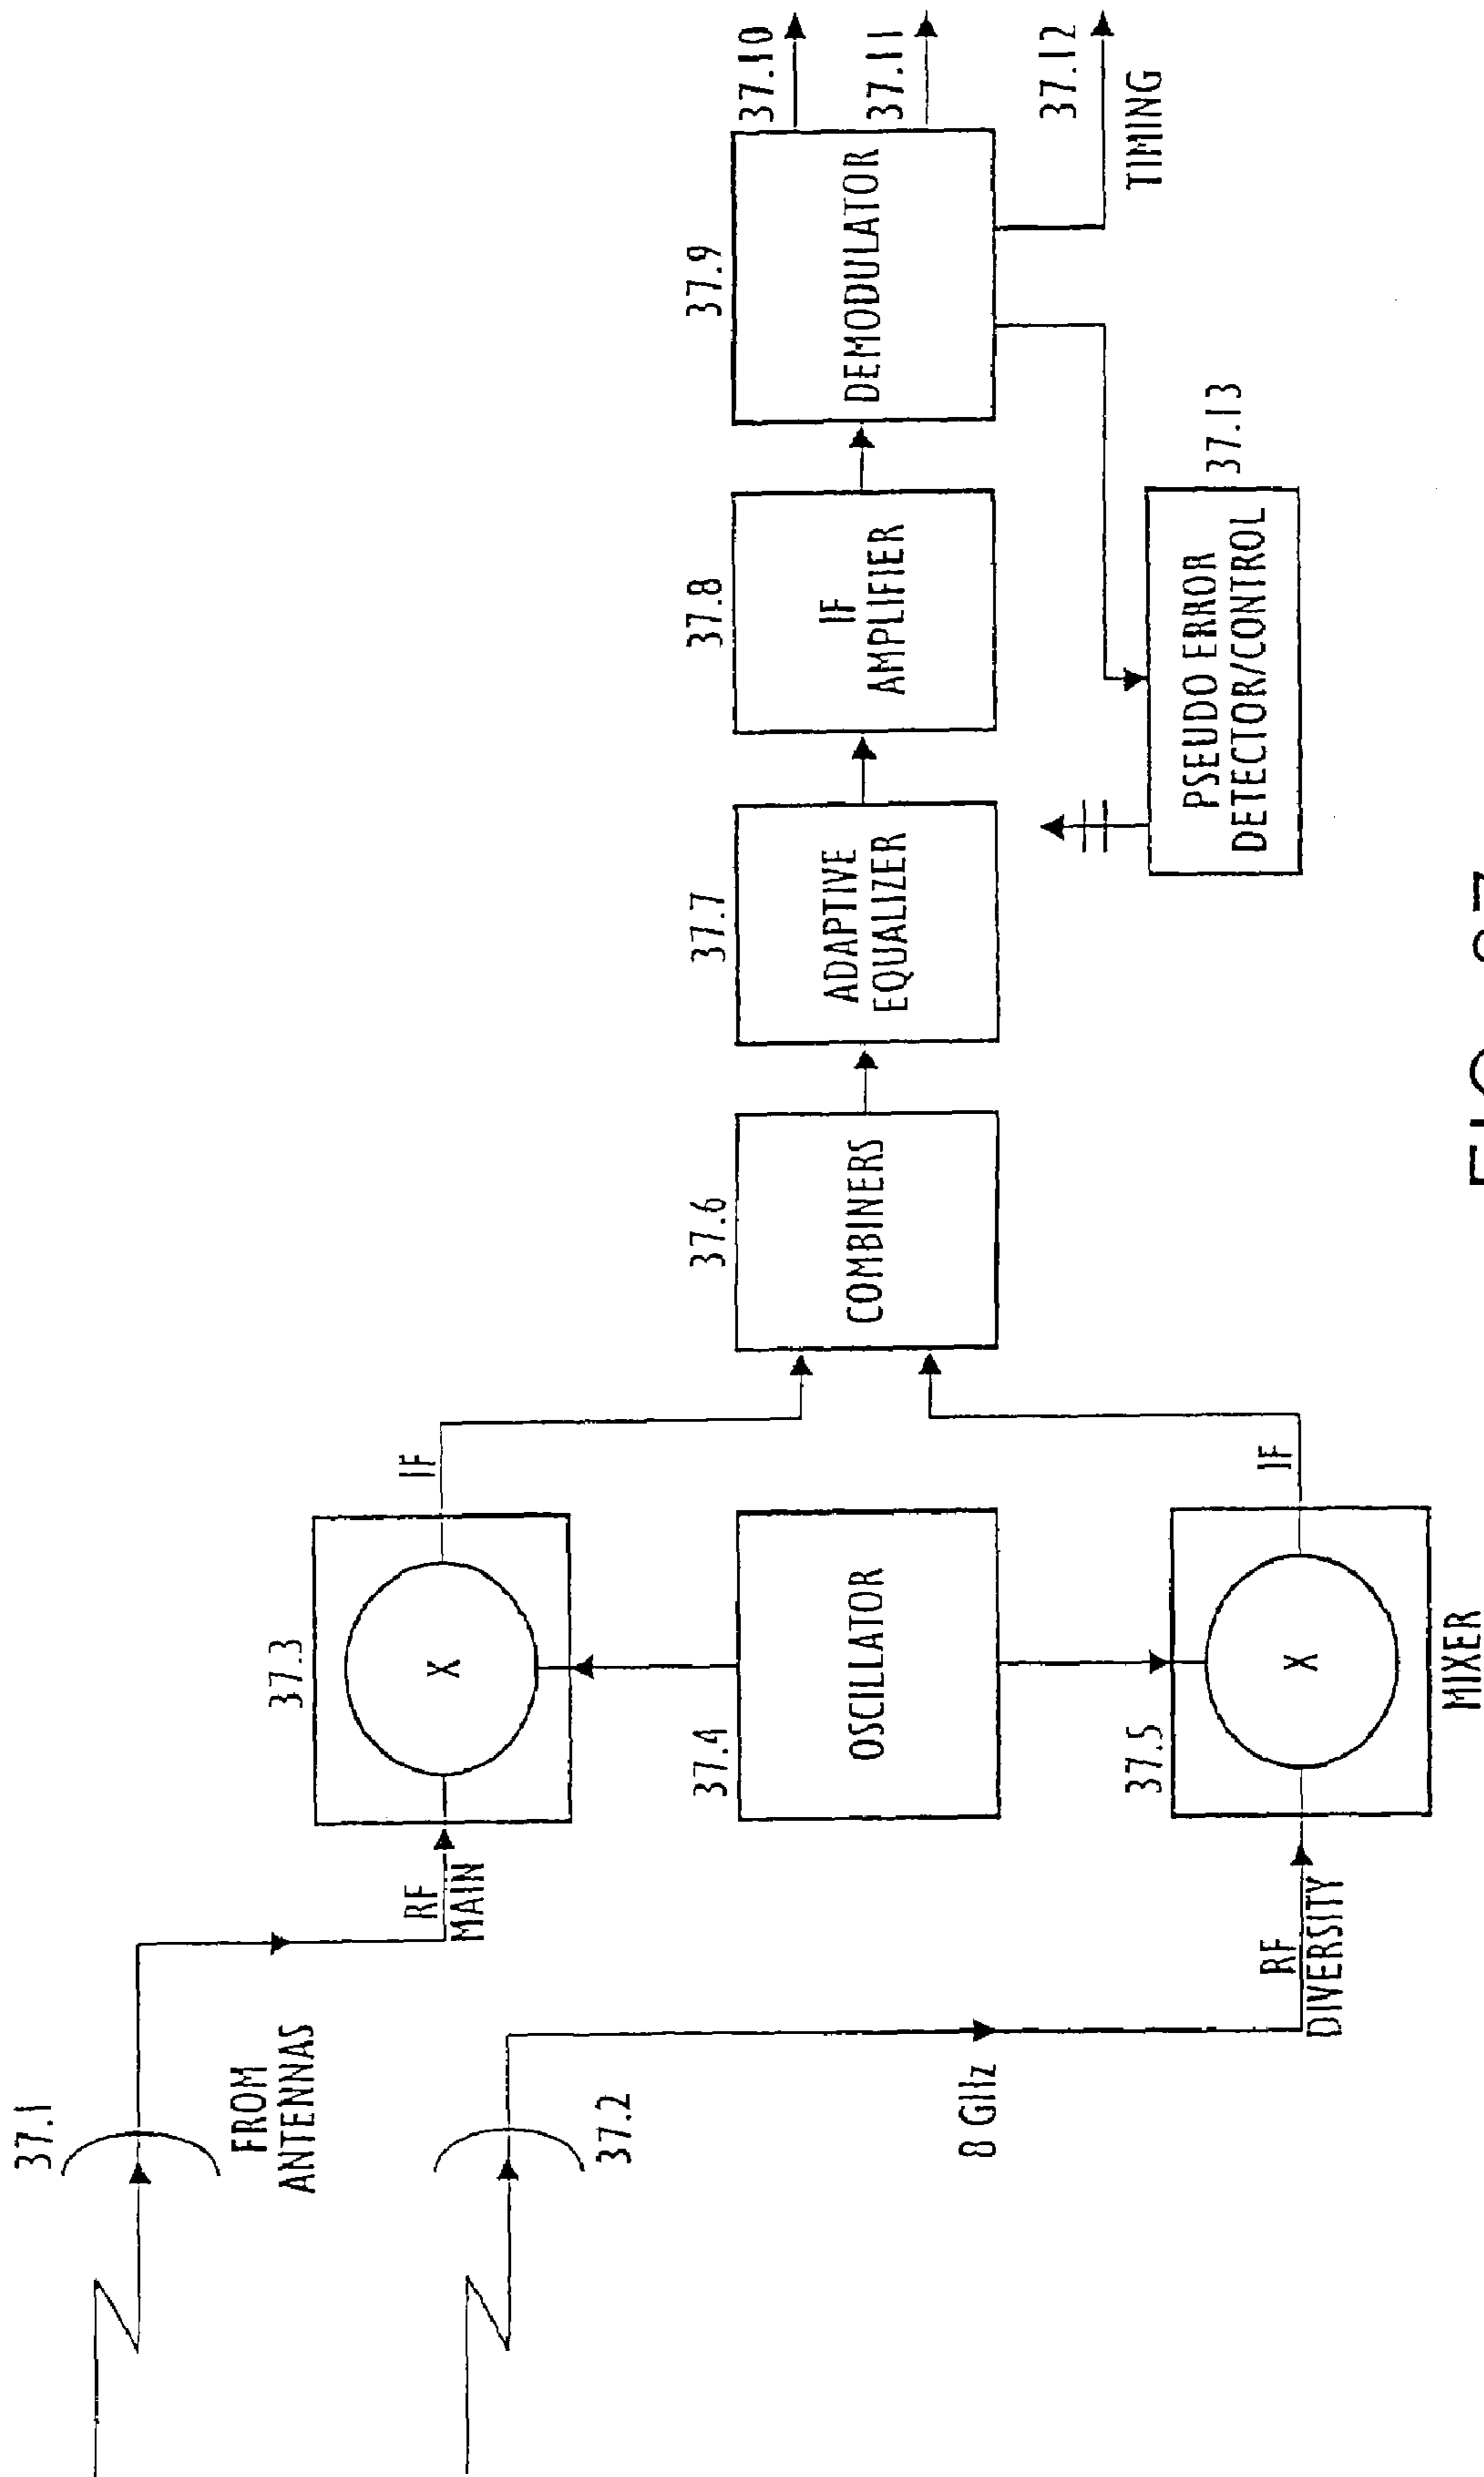 37.1
FROM
ANTENNAS
37.2
8 GHz
RF
MAIN
RF
DIVERSITY
37.3
X
37.4
OSCILLATOR
37.5
X
MIXER
IF
IF
37.6
COMBINERS
37.7
ADAPTIVE
EQUALIZER
37.8
IF
AMPLIFIER
37.9
DEMODULATOR
37.10
37.11
37.12
TIMING
PSEUDO ERROR
DETECTOR/CONTROL
37.13